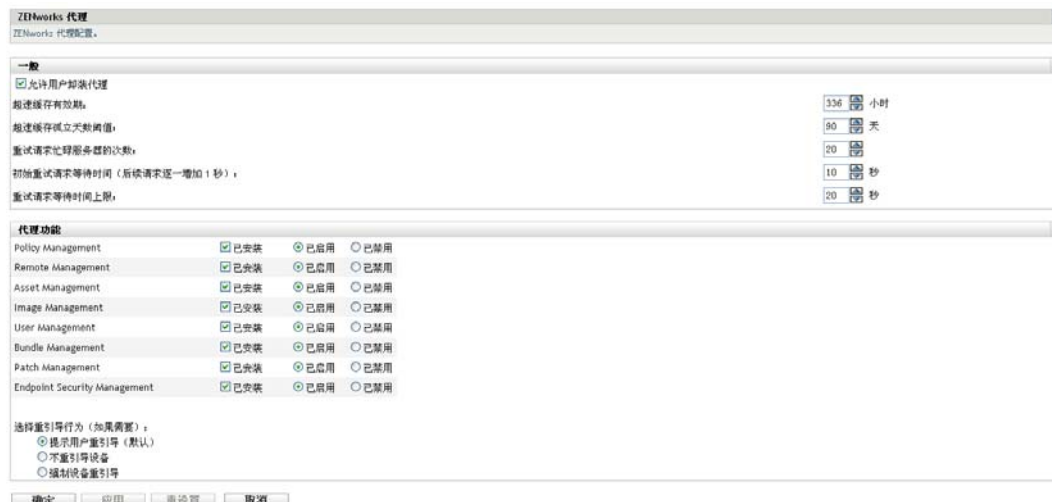 ZENworks 代理
ZENworks 代理配置。
一般
允许用户卸装代理
超速缓存有效期： 336 小时
超速缓存孤立天数阈值： 90 天
重试请求忙碌服务器的次数： 20
初始重试请求等待时间（后续请求逐一增加 1 秒）： 10 秒
重试请求等待时间上限： 20 秒
代理功能
Policy Management 已安装 已启用 已禁用
Remote Management 已安装 已启用 已禁用
Asset Management 已安装 已启用 已禁用
Image Management 已安装 已启用 已禁用
User Management 已安装 已启用 已禁用
Bundle Management 已安装 已启用 已禁用
Patch Management 已安装 已启用 已禁用
Endpoint Security Management 已安装 已启用 已禁用
选择重引导行为（如果需要）：
提示用户重引导（默认）
不重引导设备
强制设备重引导
确定 应用 重设置 取消